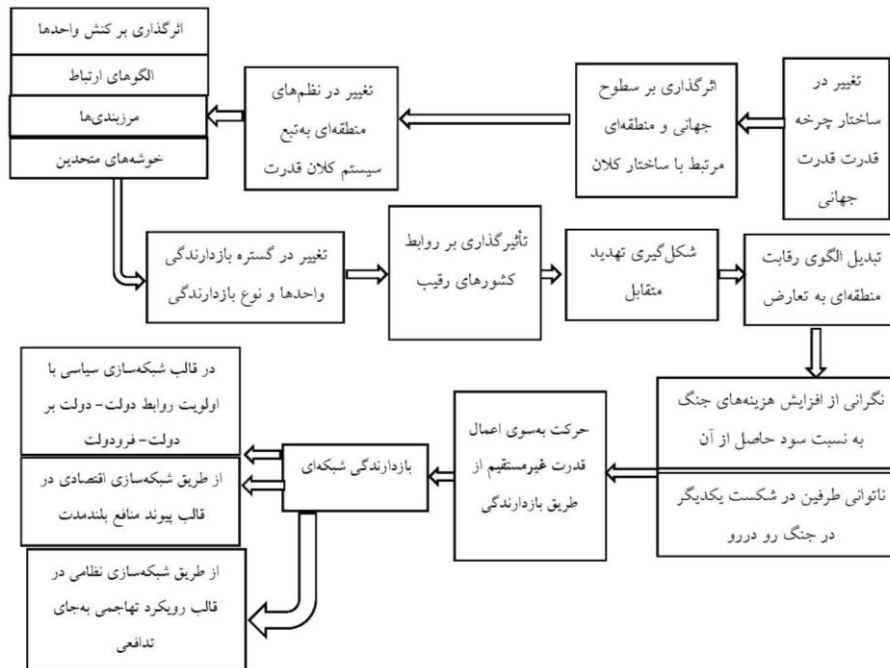 تغییر در
ساختار چرخه
قدرت قدرت
جهانی
اثرگذاری بر سطوح
جهانی و منطقه‌ای
مرتبط با ساختار کلان
تغییر در نظم‌های
منطقه‌ای به‌تبع
سیستم کلان قدرت
اثرگذاری بر کنش واحدها
الگوهای ارتباط
مرزبندی‌ها
خوشه‌های متحدین
تغییر در گستره بازدارندگی
واحدها و نوع بازدارندگی
تأثیرگذاری بر روابط
کشورهای رقیب
شکل‌گیری تهدید
متقابل
تبدیل الگوی رقابت
منطقه‌ای به تعارض
نگرانی از افزایش هزینه‌های جنگ
به نسبت سود حاصل از آن
ناتوانی طرفین در شکست یکدیگر
در جنگ رو دررو
حرکت به‌سوی اعمال
قدرت غیرمستقیم از
طریق بازدارندگی
بازدارندگی شبکه‌ای
در قالب شبکه‌سازی سیاسی با
اولویت روابط دولت- دولت بر
دولت- فرودولت
از طریق شبکه‌سازی اقتصادی در
قالب پیوند منافع بلندمدت
از طریق شبکه‌سازی نظامی در
قالب رویکرد تهاجمی به‌جای
تدافعی